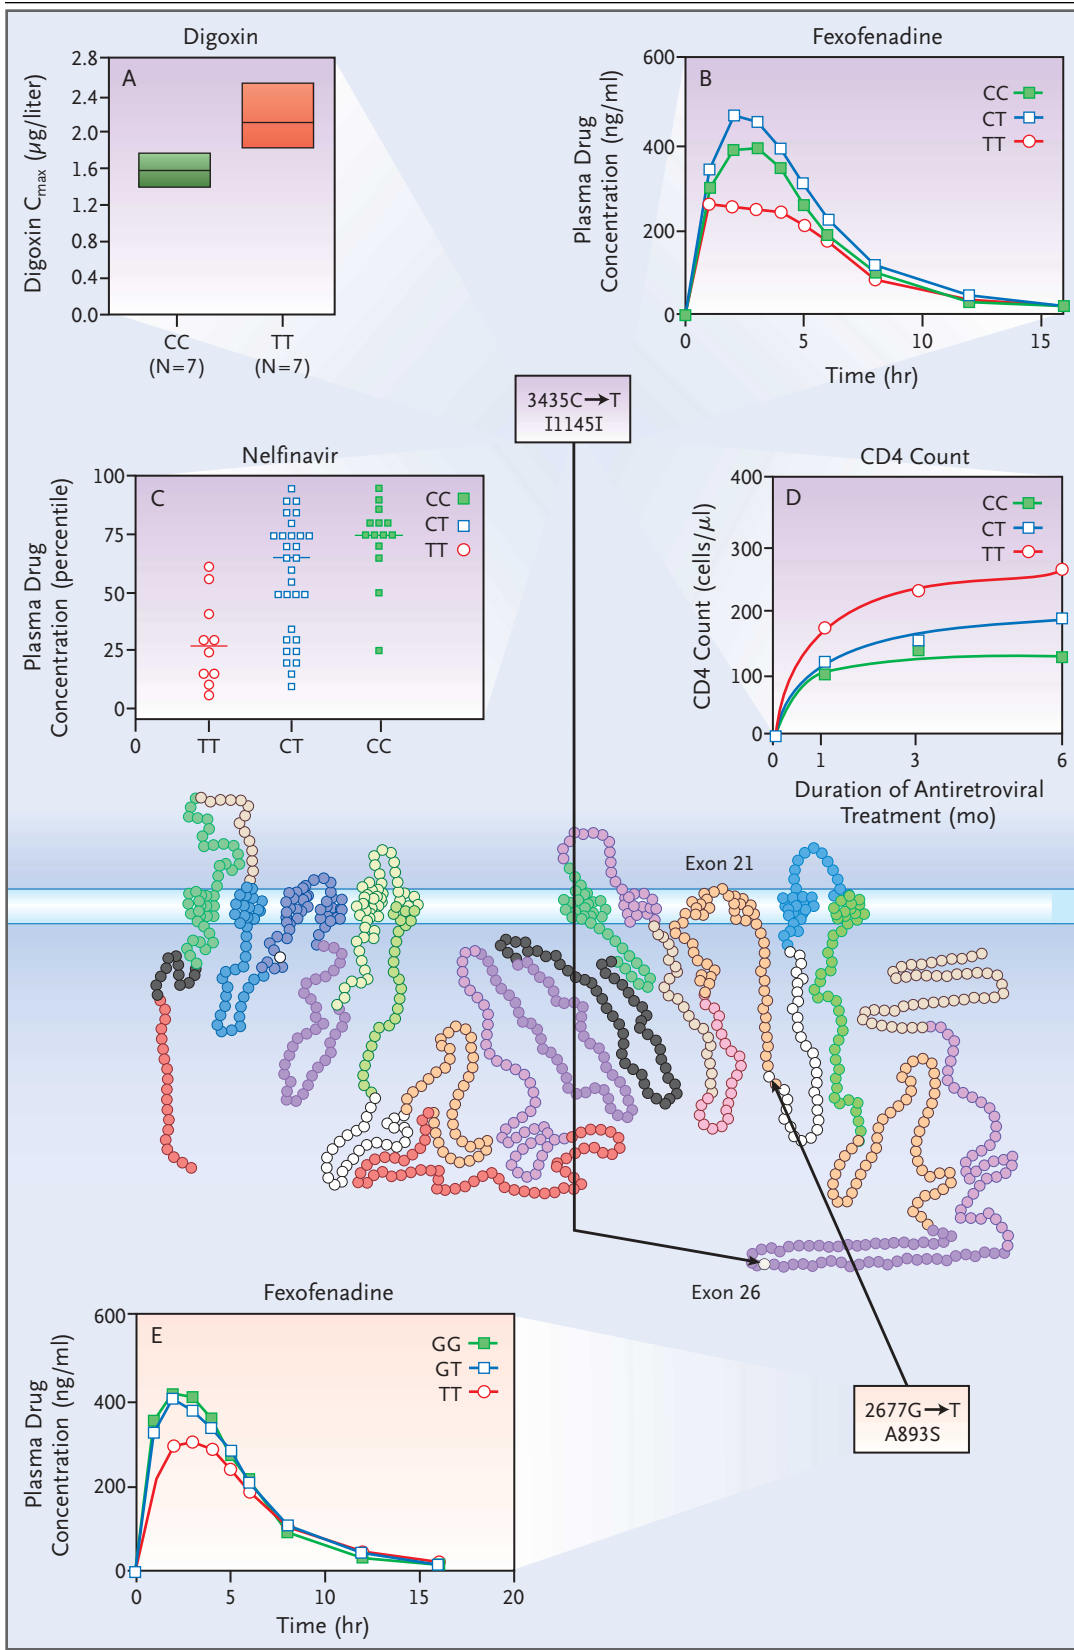 Digoxin
A
Digoxin Cmax (µg/liter)
2.8
2.4
2.0
1.6
1.2
0.8
0.4
0.0
CC
(N=7)
TT
(N=7)
Fexofenadine
B
Plasma Drug
Concentration (ng/ml)
600
400
200
0
CC
CT
TT
0
5
10
15
Time (hr)
3435C→T
I1145I
Nelfinavir
C
Plasma Drug
Concentration (percentile)
100
75
50
25
0
CC
CT
TT
0
TT
CT
CC
CD4 Count
D
CD4 Count (cells/µl)
400
300
200
100
0
CC
CT
TT
0
1
3
6
Duration of Antiretroviral
Treatment (mo)
Exon 21
Exon 26
Fexofenadine
E
Plasma Drug
Concentration (ng/ml)
600
400
200
0
GG
GT
TT
0
5
10
15
20
Time (hr)
2677G→T
A893S